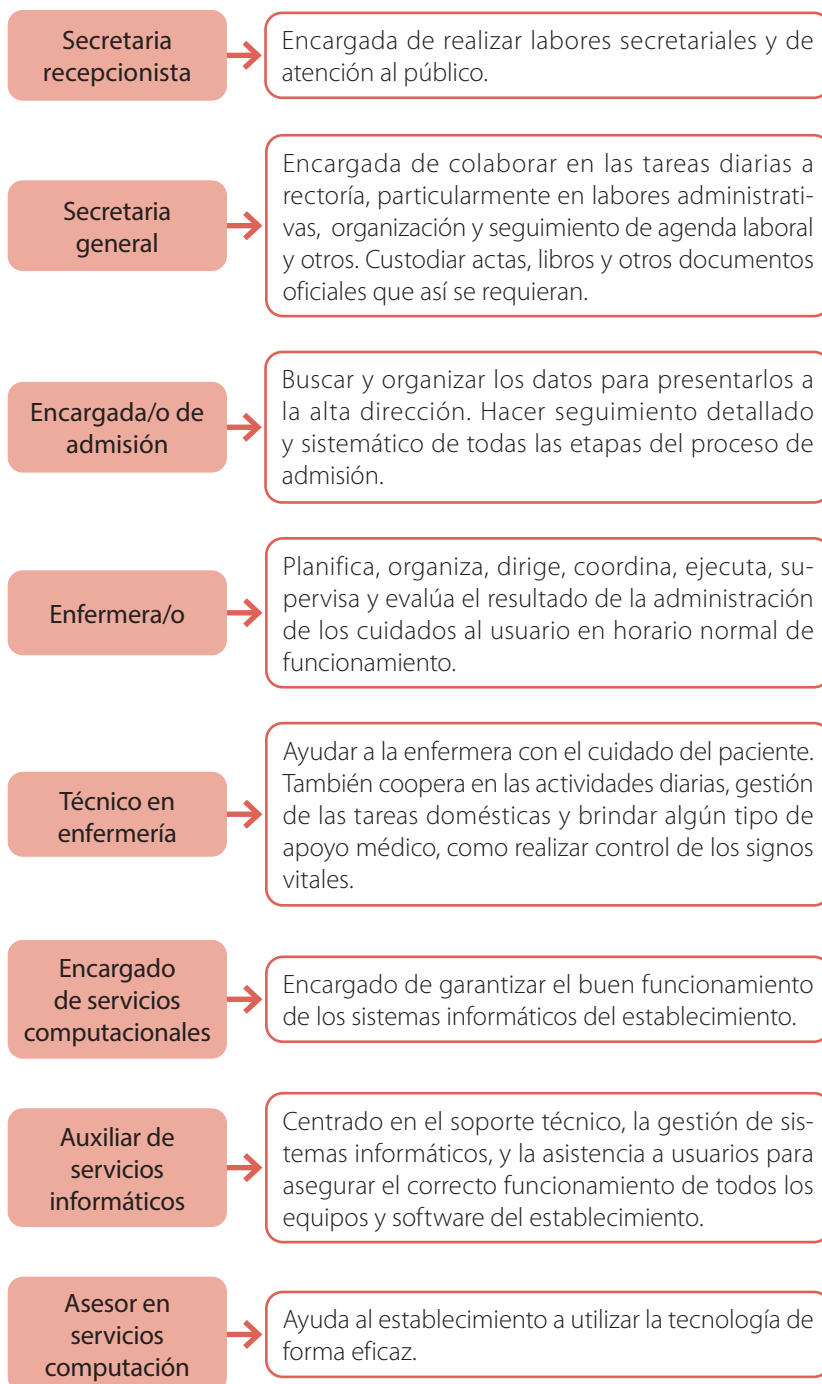 Secretaria
recepcionista
Encargada de realizar labores secretariales y de
atención al público.
Secretaria
general
Encargada de colaborar en las tareas diarias a
rectoría, particularmente en labores administrati-
vas, organización y seguimiento de agenda laboral
y otros. Custodiar actas, libros y otros documentos
oficiales que así se requieran.
Encargada/o de
admisión
Buscar y organizar los datos para presentarlos a
la alta dirección. Hacer seguimiento detallado
y sistemático de todas las etapas del proceso de
admisión.
Enfermera/o
Planifica, organiza, dirige, coordina, ejecuta, su-
pervisa y evalúa el resultado de la administración
de los cuidados al usuario en horario normal de
funcionamiento.
Técnico en
enfermería
Ayudar a la enfermera con el cuidado del paciente.
También coopera en las actividades diarias, gestión
de las tareas domésticas y brindar algún tipo de
apoyo médico, como realizar control de los signos
vitales.
Encargado
de servicios
computacionales
Encargado de garantizar el buen funcionamiento
de los sistemas informáticos del establecimiento.
Auxiliar de
servicios
informáticos
Centrado en el soporte técnico, la gestión de sis-
temas informáticos, y la asistencia a usuarios para
asegurar el correcto funcionamiento de todos los
equipos y software del establecimiento.
Asesor en
servicios
computación
Ayuda al establecimiento a utilizar la tecnología de
forma eficaz.